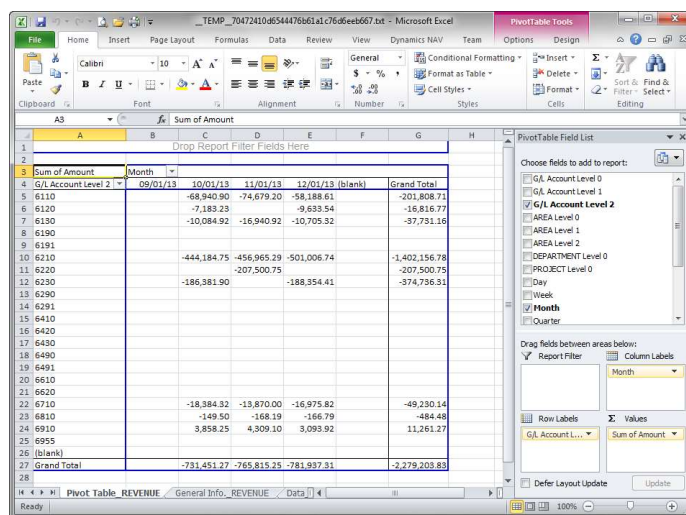 __TEMP__70472410d6544476b61a1c76d6eeb667.txt - Microsoft Excel
PivotTable Tools
File Home Insert Page Layout Formulas Data Review View Dynamics NAV Team Options Design
Paste
Calibri 10 A A
B I U
General
$ % ,
Conditional Formatting
Format as Table
Cell Styles
Insert
Delete
Format
Σ
Sort & Filter
Find & Select
Clipboard Font Alignment Number Styles Cells Editing
A3 fx Sum of Amount
A B C D E F G H
1 Drop Report Filter Fields Here
2
3 Sum of Amount Month
4 G/L Account Level 2 09/01/13 10/01/13 11/01/13 12/01/13 (blank) Grand Total
5 6110 -68,940.90 -74,679.20 -58,188.61 -201,808.71
6 6120 -7,183.23 -9,633.54 -16,816.77
7 6130 -10,084.92 -16,940.92 -10,705.32 -37,731.16
8 6190
9 6191
10 6210 -444,184.75 -456,965.29 -501,006.74 -1,402,156.78
11 6220 -207,500.75 -207,500.75
12 6230 -186,381.90 -188,354.41 -374,736.31
13 6290
14 6291
15 6410
16 6420
17 6430
18 6490
19 6491
20 6610
21 6620
22 6710 -18,384.32 -13,870.00 -16,975.82 -49,230.14
23 6810 -149.50 -168.19 -166.79 -484.48
24 6910 3,858.25 4,309.10 3,093.92 11,261.27
25 6955
26 (blank)
27 Grand Total -731,451.27 -765,815.25 -781,937.31 -2,279,203.83
28
PivotTable Field List
Choose fields to add to report:
G/L Account Level 0
G/L Account Level 1
G/L Account Level 2
AREA Level 0
AREA Level 1
AREA Level 2
DEPARTMENT Level 0
PROJECT Level 0
Day
Week
Month
Quarter
Drag fields between areas below:
Report Filter
Column Labels
Month
Row Labels
Σ Values
G/L Account L...
Sum of Amount
Defer Layout Update
Update
Pivot Table_REVENUE General Info._REVENUE Data
Ready
100%